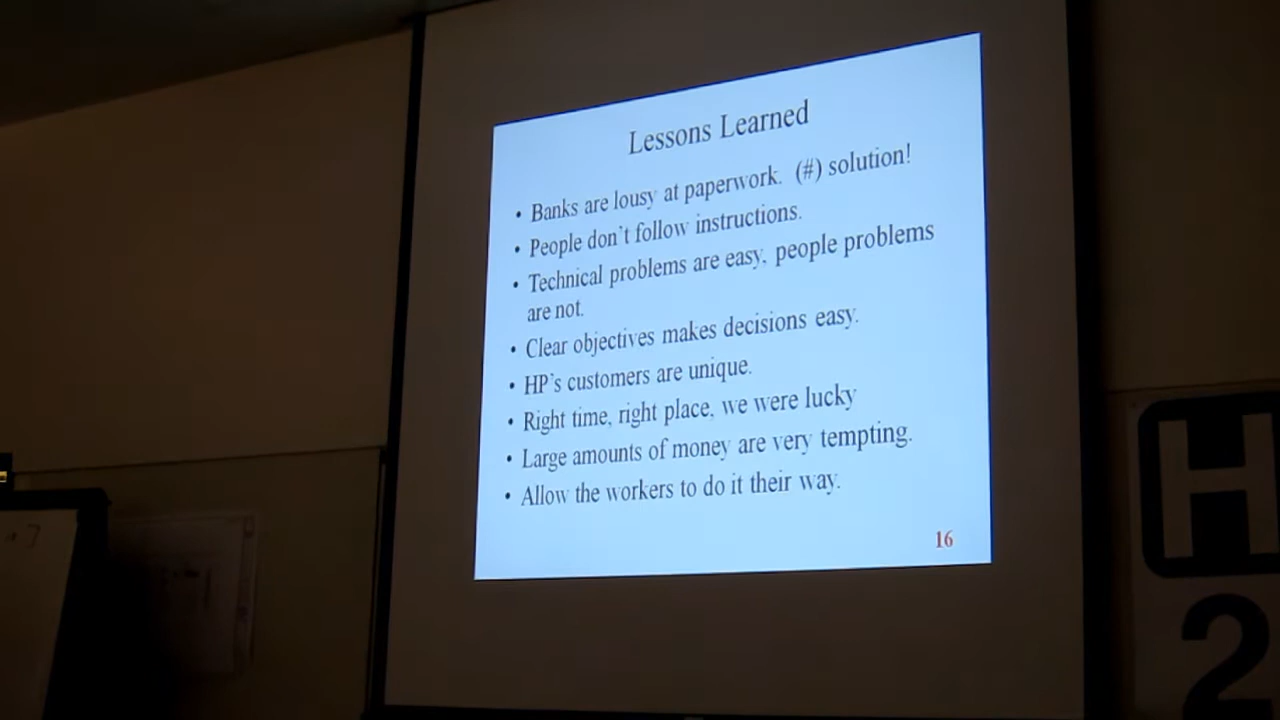 Lessons Learned
• Banks are lousy at paperwork. (#) solution!
• People don't follow instructions.
• Technical problems are easy, people problems
are not.
• Clear objectives makes decisions easy.
• HP's customers are unique.
• Right time, right place, we were lucky
• Large amounts of money are very tempting.
• Allow the workers to do it their way.
16
H
2